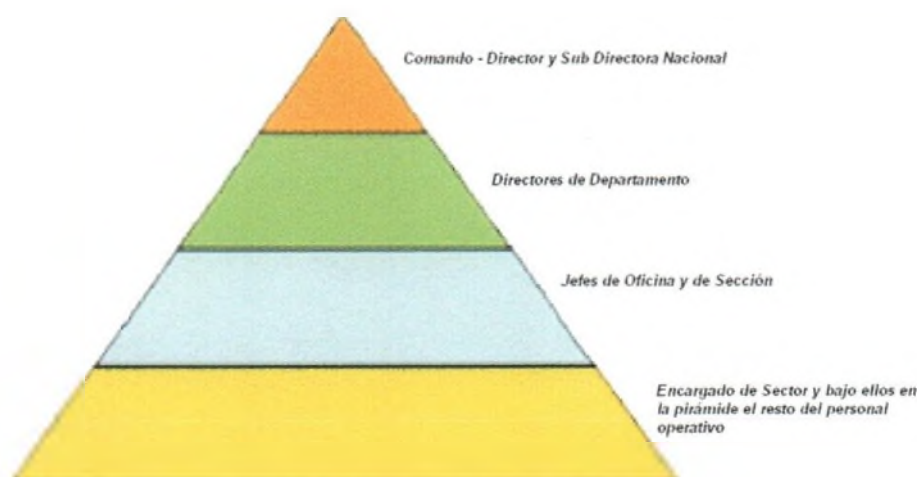 Comando - Director y Sub Directora Nacional
Directores de Departamento
Jefes de Oficina y de Sección
Encargado de Sector y bajo ellos en
la pirámide el resto del personal
operativo